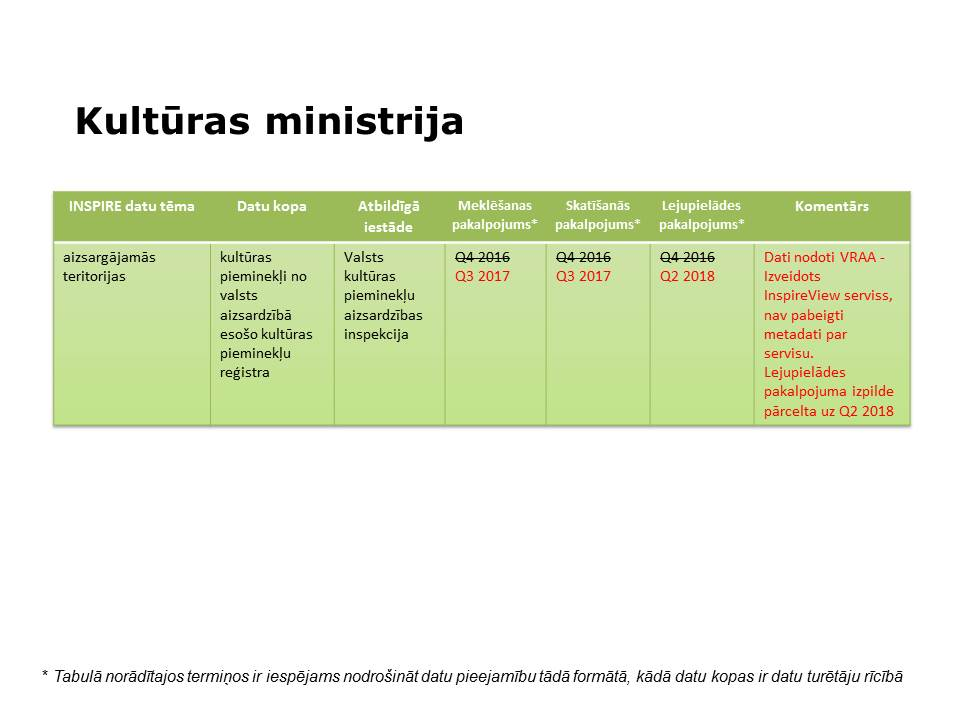 Kultūras ministrija
INSPIRE datu tēma
Datu kopa
Atbildīgā
iestāde
Meklēšanas
pakalpojums*
Skatīšanās
pakalpojums*
Lejupielādes
pakalpojums*
Komentārs
aizsargājamās
teritorijas
kultūras
pieminekļi no
valsts
aizsardzībā
esošo kultūras
pieminekļu
reģistra
Valsts
kultūras
pieminekļu
aizsardzības
inspekcija
Q4 2016
Q3 2017
Q4 2016
Q3 2017
Q4 2016
Q2 2018
Dati nodoti VRAA -
Izveidots
InspireView serviss,
nav pabeigti
metadati par
servisu.
Lejupielādes
pakalpojuma izpilde
pārcelta uz Q2 2018
* Tabulā norādītajos termiņos ir iespējams nodrošināt datu pieejamību tādā formātā, kādā datu kopas ir datu turētāju rīcībā